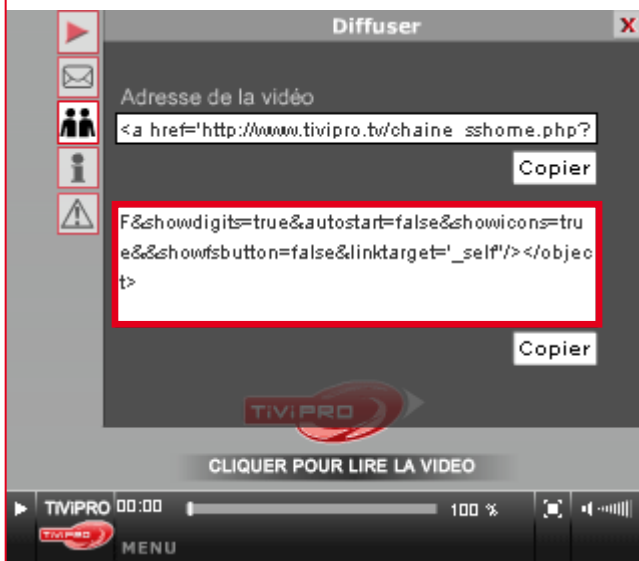 Diffuser
X
Adresse de la vidéo
<a href='http://www.tivipro.tv/chaine_sshome.php?
Copier
F&showdigits=true&autostart=false&showicons=tru
e&&showfsbutton=false&linktarget='_self"/></objec
t>
Copier
TiViPRO
CLIQUER POUR LIRE LA VIDEO
TIVIPRO 00:00 100 %
TIVIPRO
MENU